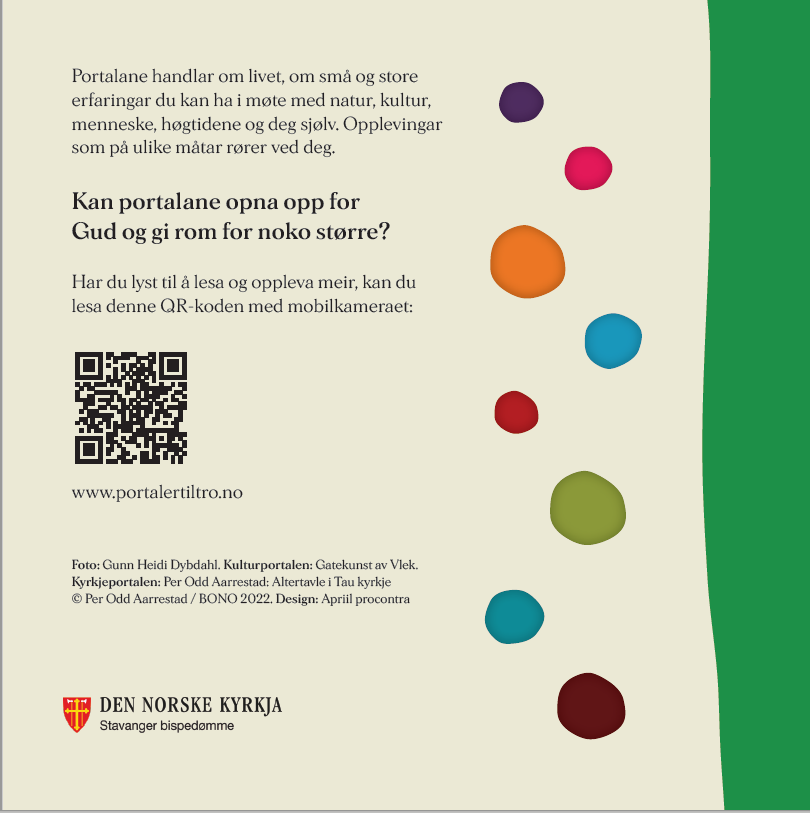 Portalane handlar om livet, om små og store
erfaringar du kan ha i møte med natur, kultur,
menneske, høgtidene og deg sjølv. Opplevingar
som på ulike måtar rører ved deg.
Kan portalane opna opp for
Gud og gi rom for noko større?
Har du lyst til å lesa og oppleva meir, kan du
lesa denne QR-koden med mobilkameraet:
www.portalertiltro.no
Foto: Gunn Heidi Dybdahl. Kulturportalen: Gatekunst av Vlek.
Kyrkjeportalen: Per Odd Aarrestad: Altertavle i Tau kyrkje
© Per Odd Aarrestad / BONO 2022. Design: Apriil procontra
DEN NORSKE KYRKJA
Stavanger bispedømme